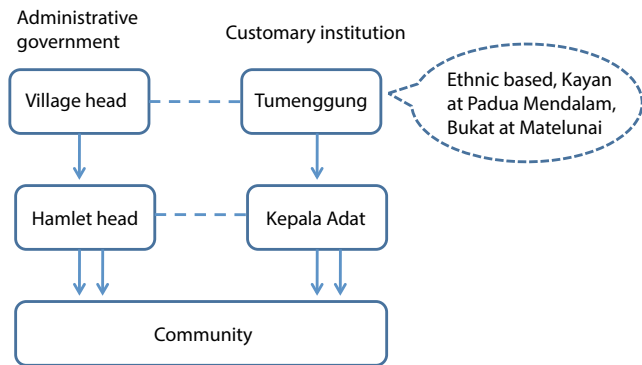 Administrative
government
Customary institution
Village head
Tumenggung
Ethnic based, Kayan
at Padua Mendalam,
Bukat at Matelunai
Hamlet head
Kepala Adat
Community